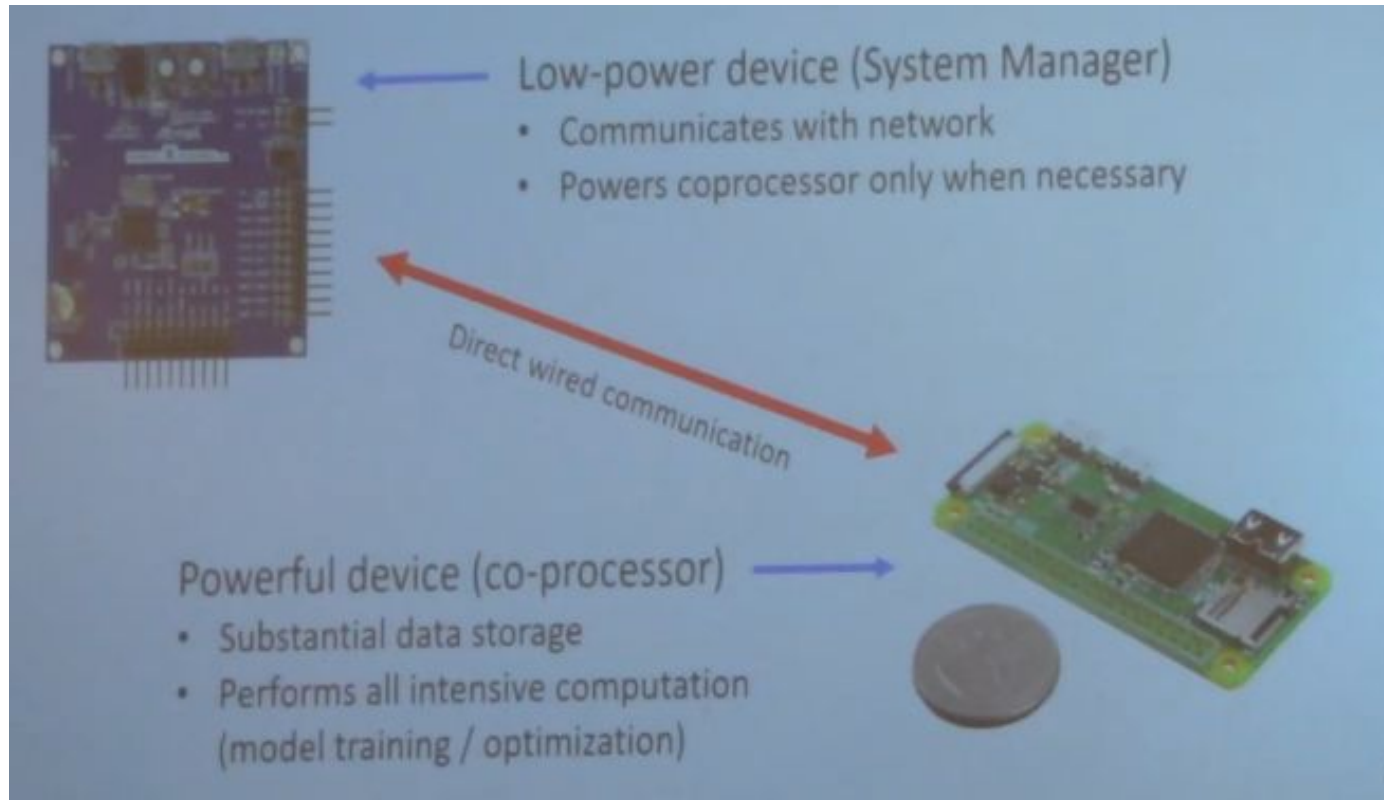 Low-power device (System Manager)
• Communicates with network
• Powers coprocessor only when necessary
Direct wired communication
Powerful device (co-processor)
• Substantial data storage
• Performs all intensive computation
(model training / optimization)